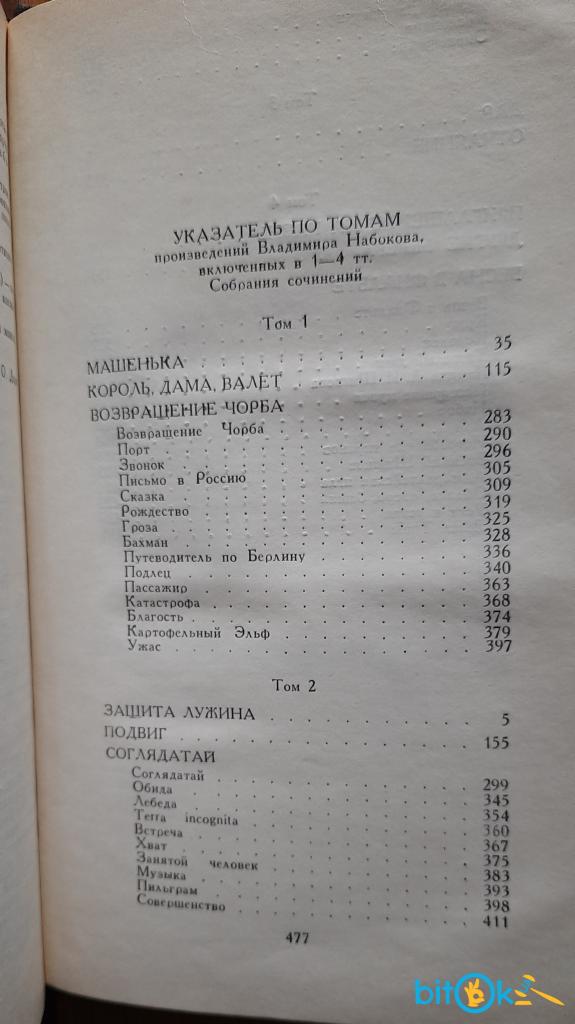 УКАЗАТЕЛЬ ПО ТОМАМ
произведений Владимира Набокова,
включенных в 1—4 тт.
Собрания сочинений
Том 1
МАШЕНЬКА . . . . . . . . . . . . 35
КОРОЛЬ, ДАМА, ВАЛЕТ . . . . . . . . 115
ВОЗВРАЩЕНИЕ ЧОРБА
Возвращение Чорба . . . . . . . . 283
Порт . . . . . . . . . . . . 290
Звонок . . . . . . . . . . . . 296
Письмо в Россию . . . . . . . . 305
Сказка . . . . . . . . . . . . 309
Рождество . . . . . . . . . . . 319
Гроза . . . . . . . . . . . . 325
Бахман . . . . . . . . . . . . 328
Путеводитель по Берлину . . . . . . 336
Подлец . . . . . . . . . . . . 340
Пассажир . . . . . . . . . . . 363
Катастрофа . . . . . . . . . . 368
Благость . . . . . . . . . . . 374
Картофельный Эльф . . . . . . . . 379
Ужас . . . . . . . . . . . . 397
Том 2
ЗАЩИТА ЛУЖИНА . . . . . . . . . . 5
ПОДВИГ . . . . . . . . . . . . 155
СОГЛЯДАТАЙ
Соглядатай . . . . . . . . . . 299
Обида . . . . . . . . . . . . 345
Лебеда . . . . . . . . . . . . 354
Terra incognita . . . . . . . . . 360
Встреча . . . . . . . . . . . 367
Хват . . . . . . . . . . . . 375
Занятой человек . . . . . . . . . 383
Музыка . . . . . . . . . . . . 393
Пильграм . . . . . . . . . . . 398
Совершенство . . . . . . . . . . 411
477
bitok